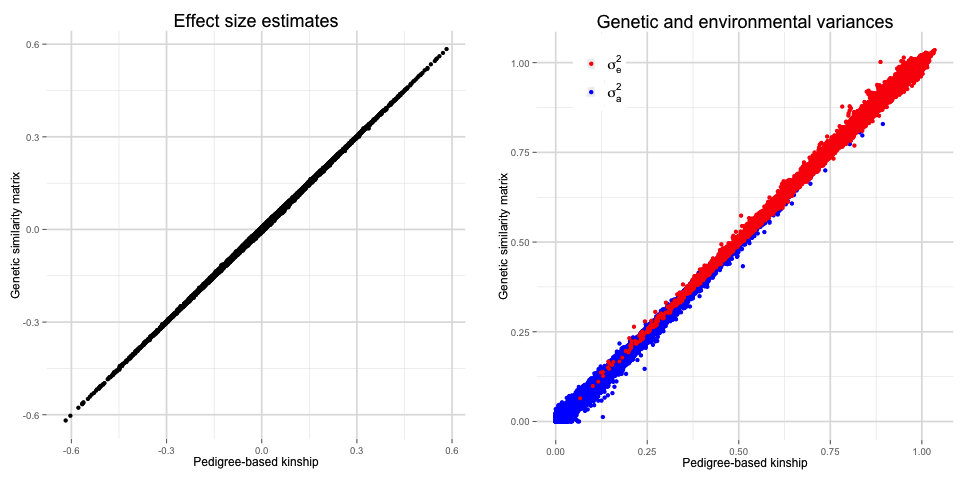 Effect size estimates
0.6
0.3
0.0
-0.3
-0.6
Genetic similarity matrix
-0.6 -0.3 0.0 0.3 0.6
Pedigree-based kinship
Genetic and environmental variances
σ²e
σ²a
1.00
0.75
0.50
0.25
0.00
Genetic similarity matrix
0.00 0.25 0.50 0.75 1.00
Pedigree-based kinship